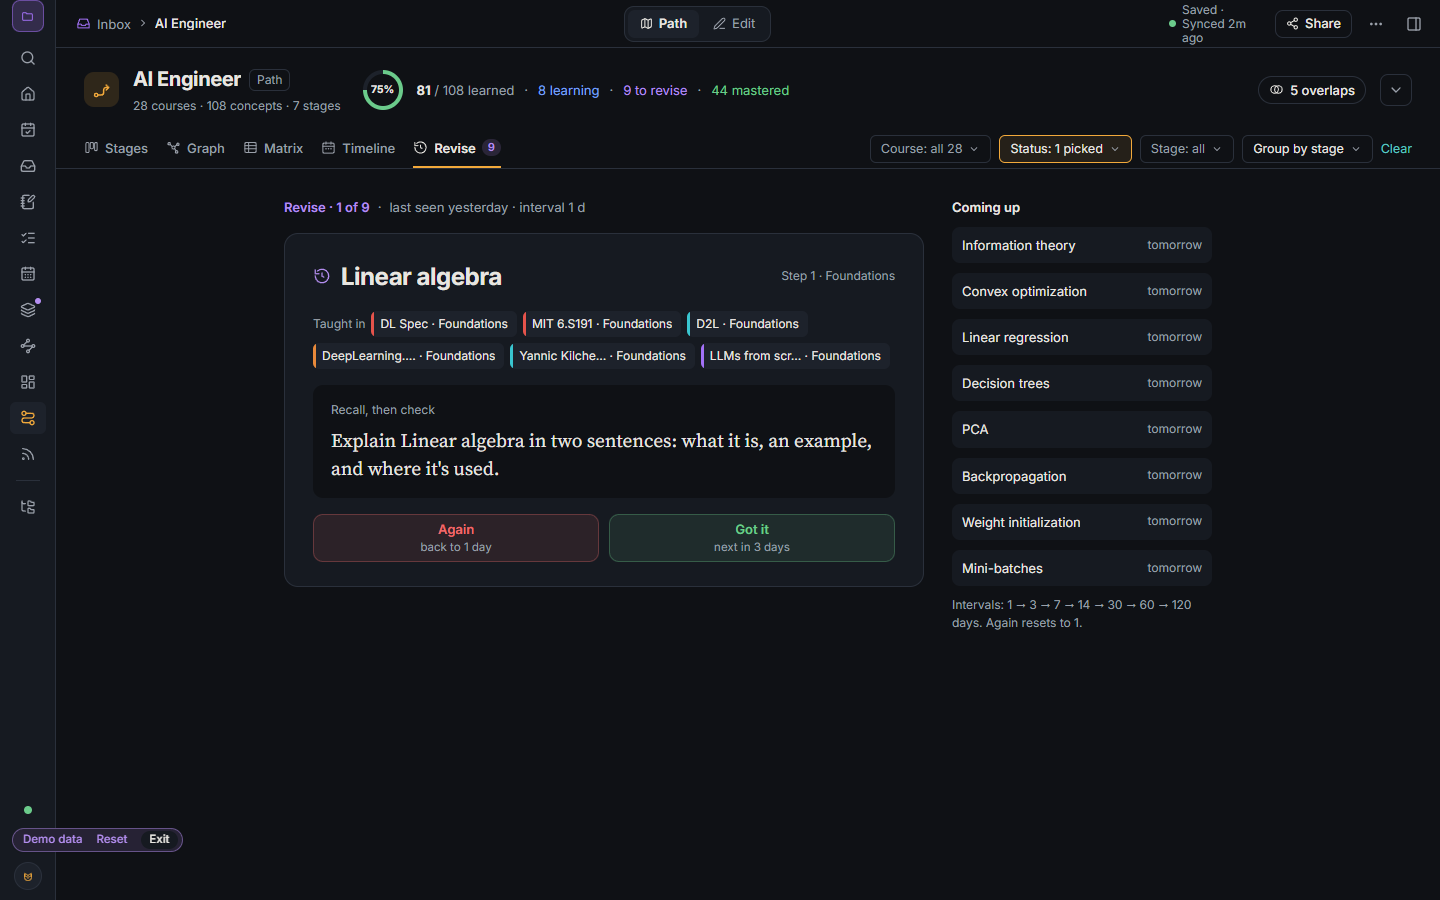 Inbox > AI Engineer
Path
Edit
Saved ·
Synced 2m
ago
Share
AI Engineer
Path
28 courses · 108 concepts · 7 stages
75%
81 / 108 learned · 8 learning · 9 to revise · 44 mastered
5 overlaps
Stages
Graph
Matrix
Timeline
Revise 9
Course: all 28
Status: 1 picked
Stage: all
Group by stage
Clear
Revise · 1 of 9 · last seen yesterday · interval 1 d
Linear algebra
Step 1 · Foundations
Taught in
DL Spec · Foundations
MIT 6.S191 · Foundations
D2L · Foundations
DeepLearning.... · Foundations
Yannic Kilche... · Foundations
LLMs from scr... · Foundations
Recall, then check
Explain Linear algebra in two sentences: what it is, an example,
and where it's used.
Again
back to 1 day
Got it
next in 3 days
Coming up
Information theory tomorrow
Convex optimization tomorrow
Linear regression tomorrow
Decision trees tomorrow
PCA tomorrow
Backpropagation tomorrow
Weight initialization tomorrow
Mini-batches tomorrow
Intervals: 1 → 3 → 7 → 14 → 30 → 60 → 120
days. Again resets to 1.
Demo data Reset Exit